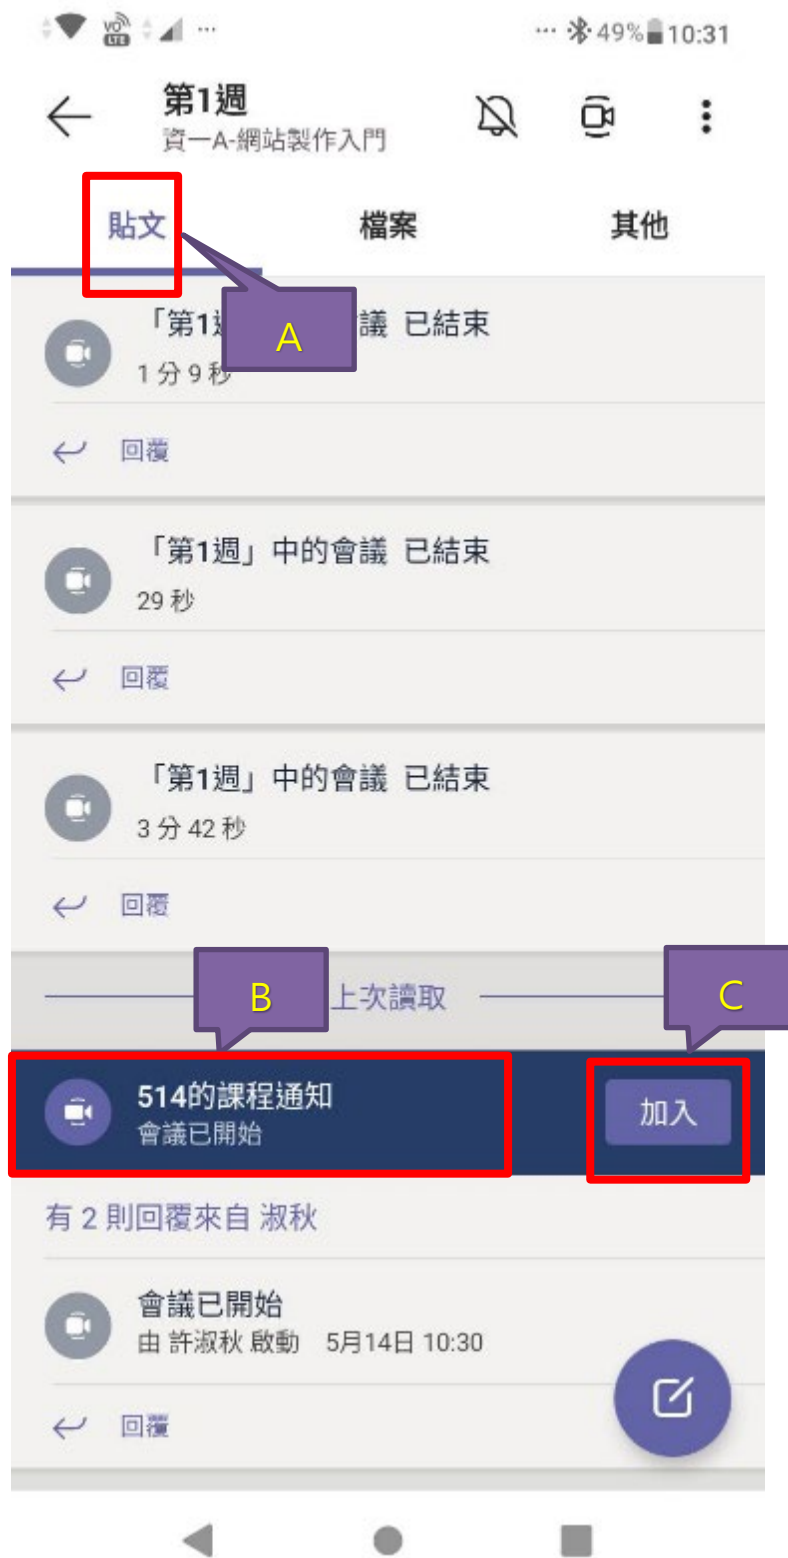 VO)) LTE ... ... 49% 10:31
第1週
資一A-網站製作入門
貼文 檔案 其他
A
「第1 議 已結束
1 分 9 秒
回覆
「第1週」中的會議 已結束
29 秒
回覆
「第1週」中的會議 已結束
3 分 42 秒
回覆
B 上次讀取 C
514的課程通知
會議已開始
加入
有 2 則回覆來自 淑秋
會議已開始
由 許淑秋 啟動 5月14日 10:30
回覆